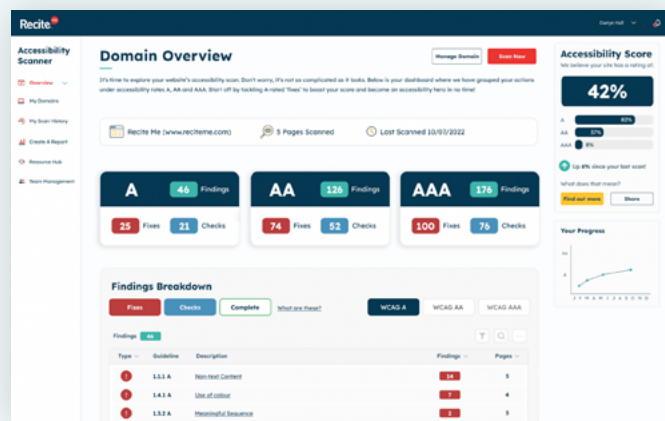 Recite
Daniyn Hall
Accessibility
Scanner
Overview
My Domains
My Scan History
Create A Report
Resource Hub
Team Management
Domain Overview
Manage Domain
Scan Now
It's time to explore your website's accessibility scan. Don't worry, it's not as complicated as it looks. Below is your dashboard where we have grouped your actions
under accessibility rates A, AA and AAA. Start off by tackling A-rated 'fixes' to boost your score and become an accessibility hero in no time!
Recite Me (www.reciteme.com)
5 Pages Scanned
Last Scanned 10/07/2022
A 46 Findings
25 Fixes 21 Checks
AA 126 Findings
74 Fixes 52 Checks
AAA 176 Findings
100 Fixes 76 Checks
Findings Breakdown
Fixes Checks Complete What are these?
WCAG A WCAG AA WCAG AAA
Findings 46
Type Guideline Description Findings Pages
1.1.1 A Non-text Content 14 5
1.4.1 A Use of colour 7 4
1.3.2 A Meaningful Sequence 2 5
Accessibility Score
We believe your site has a rating of:
42%
A 82%
AA 57%
AAA 8%
Up 6% since your last scan!
What does that mean?
Find out more
Share
Your Progress
AA
A
J F M A M J J A S O N D